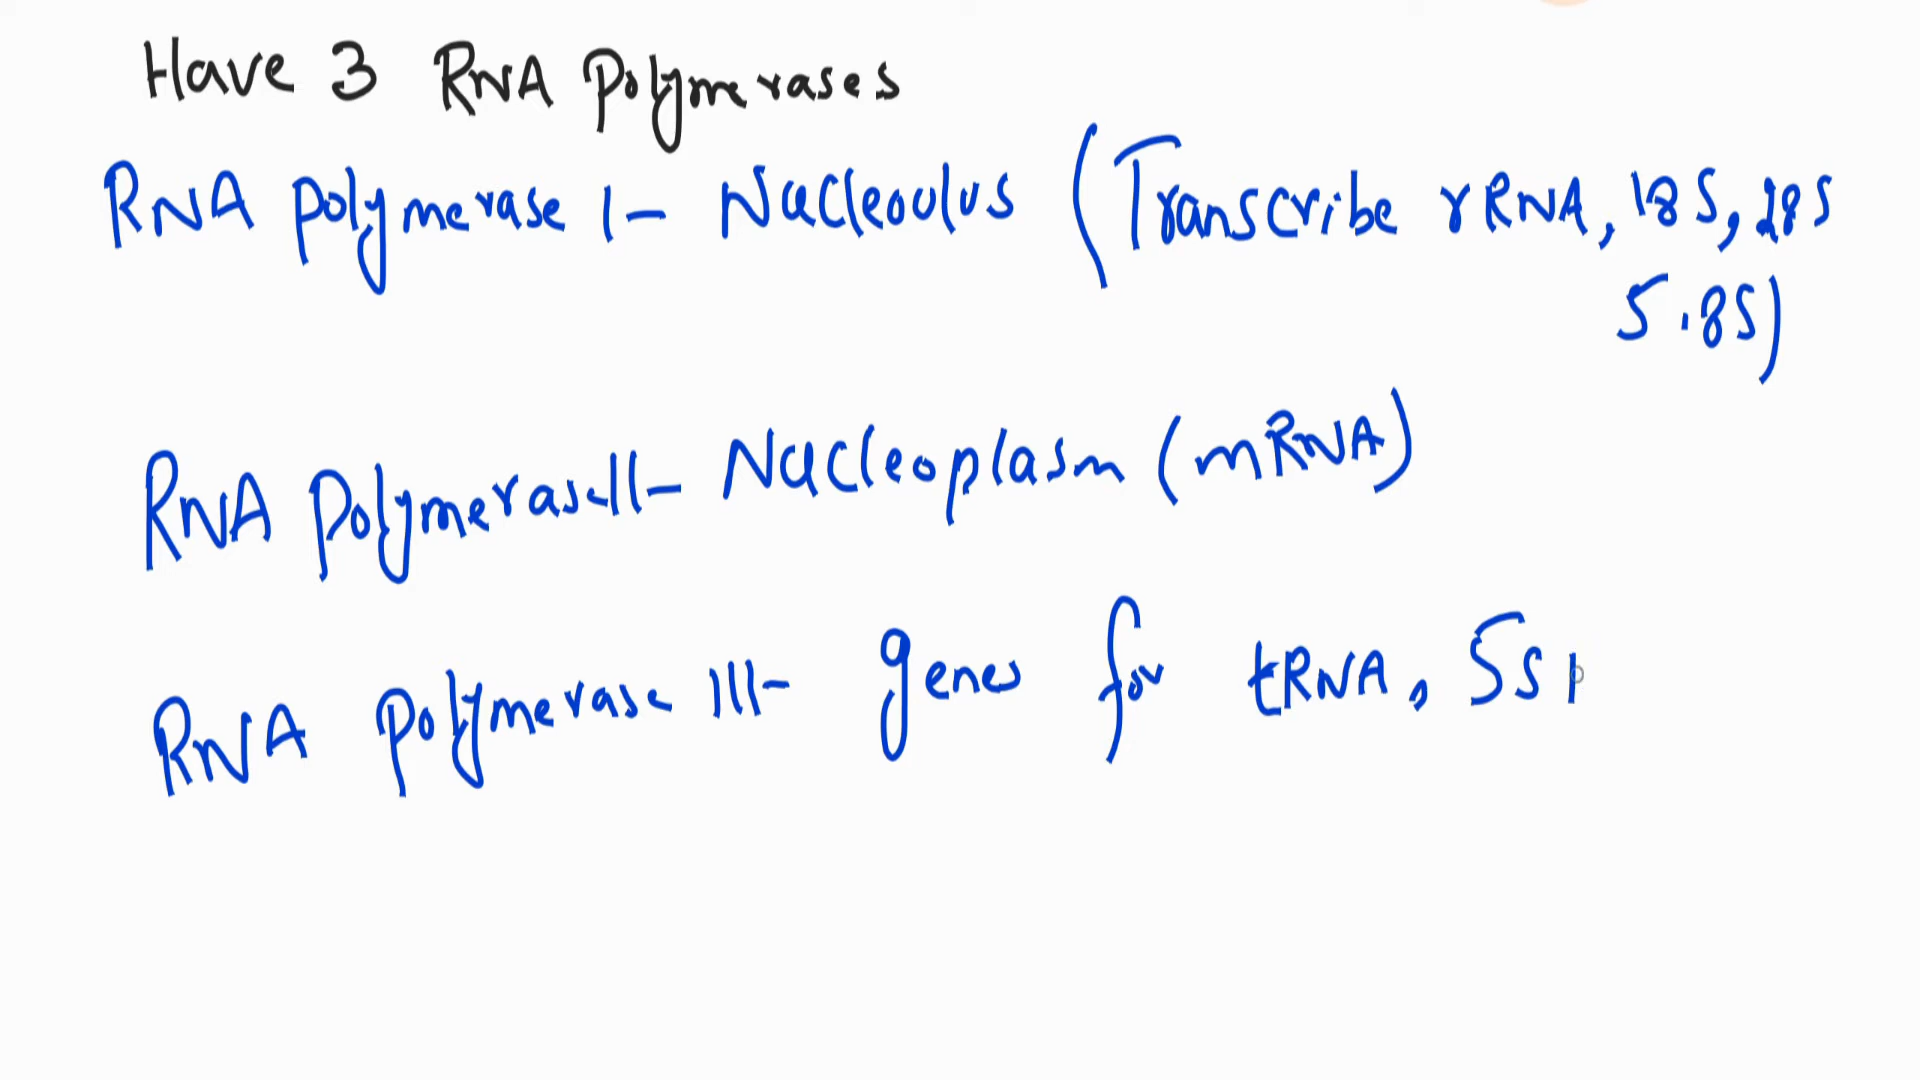 Have 3 RNA Polymerases
RNA polymerase I- Nucleoulus (Transcribe rRNA, 18S, 28S
5.8S)
RNA polymerase II- Nucleoplasm (mRNA)
RNA polymerase III- genes for tRNA, 5S